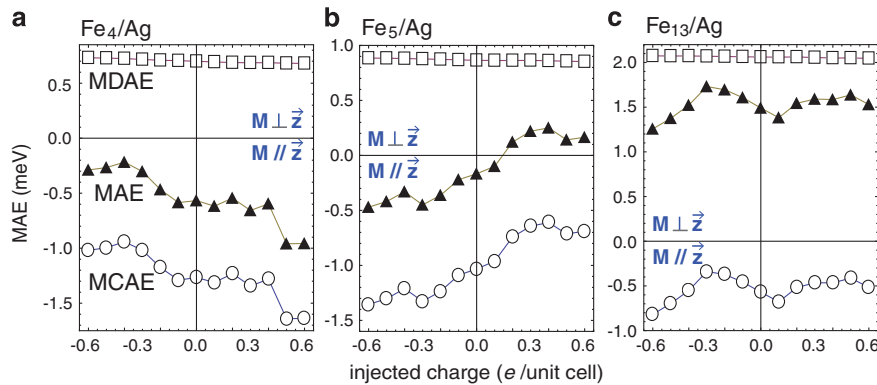 a
Fe₄/Ag
b
Fe₅/Ag
c
Fe₁₃/Ag
MAE (meV)
0.5
0.0
-0.5
-1.0
-1.5
MDAE
M ⊥ z⃗
M // z⃗
MAE
MCAE
-0.6
-0.3
0.0
0.3
0.6
1.0
0.5
0.0
-0.5
-1.0
-1.5
M ⊥ z⃗
M // z⃗
-0.6
-0.3
0.0
0.3
0.6
2.0
1.5
1.0
0.5
0.0
-0.5
-1.0
M ⊥ z⃗
M // z⃗
-0.6
-0.3
0.0
0.3
0.6
injected charge (e /unit cell)